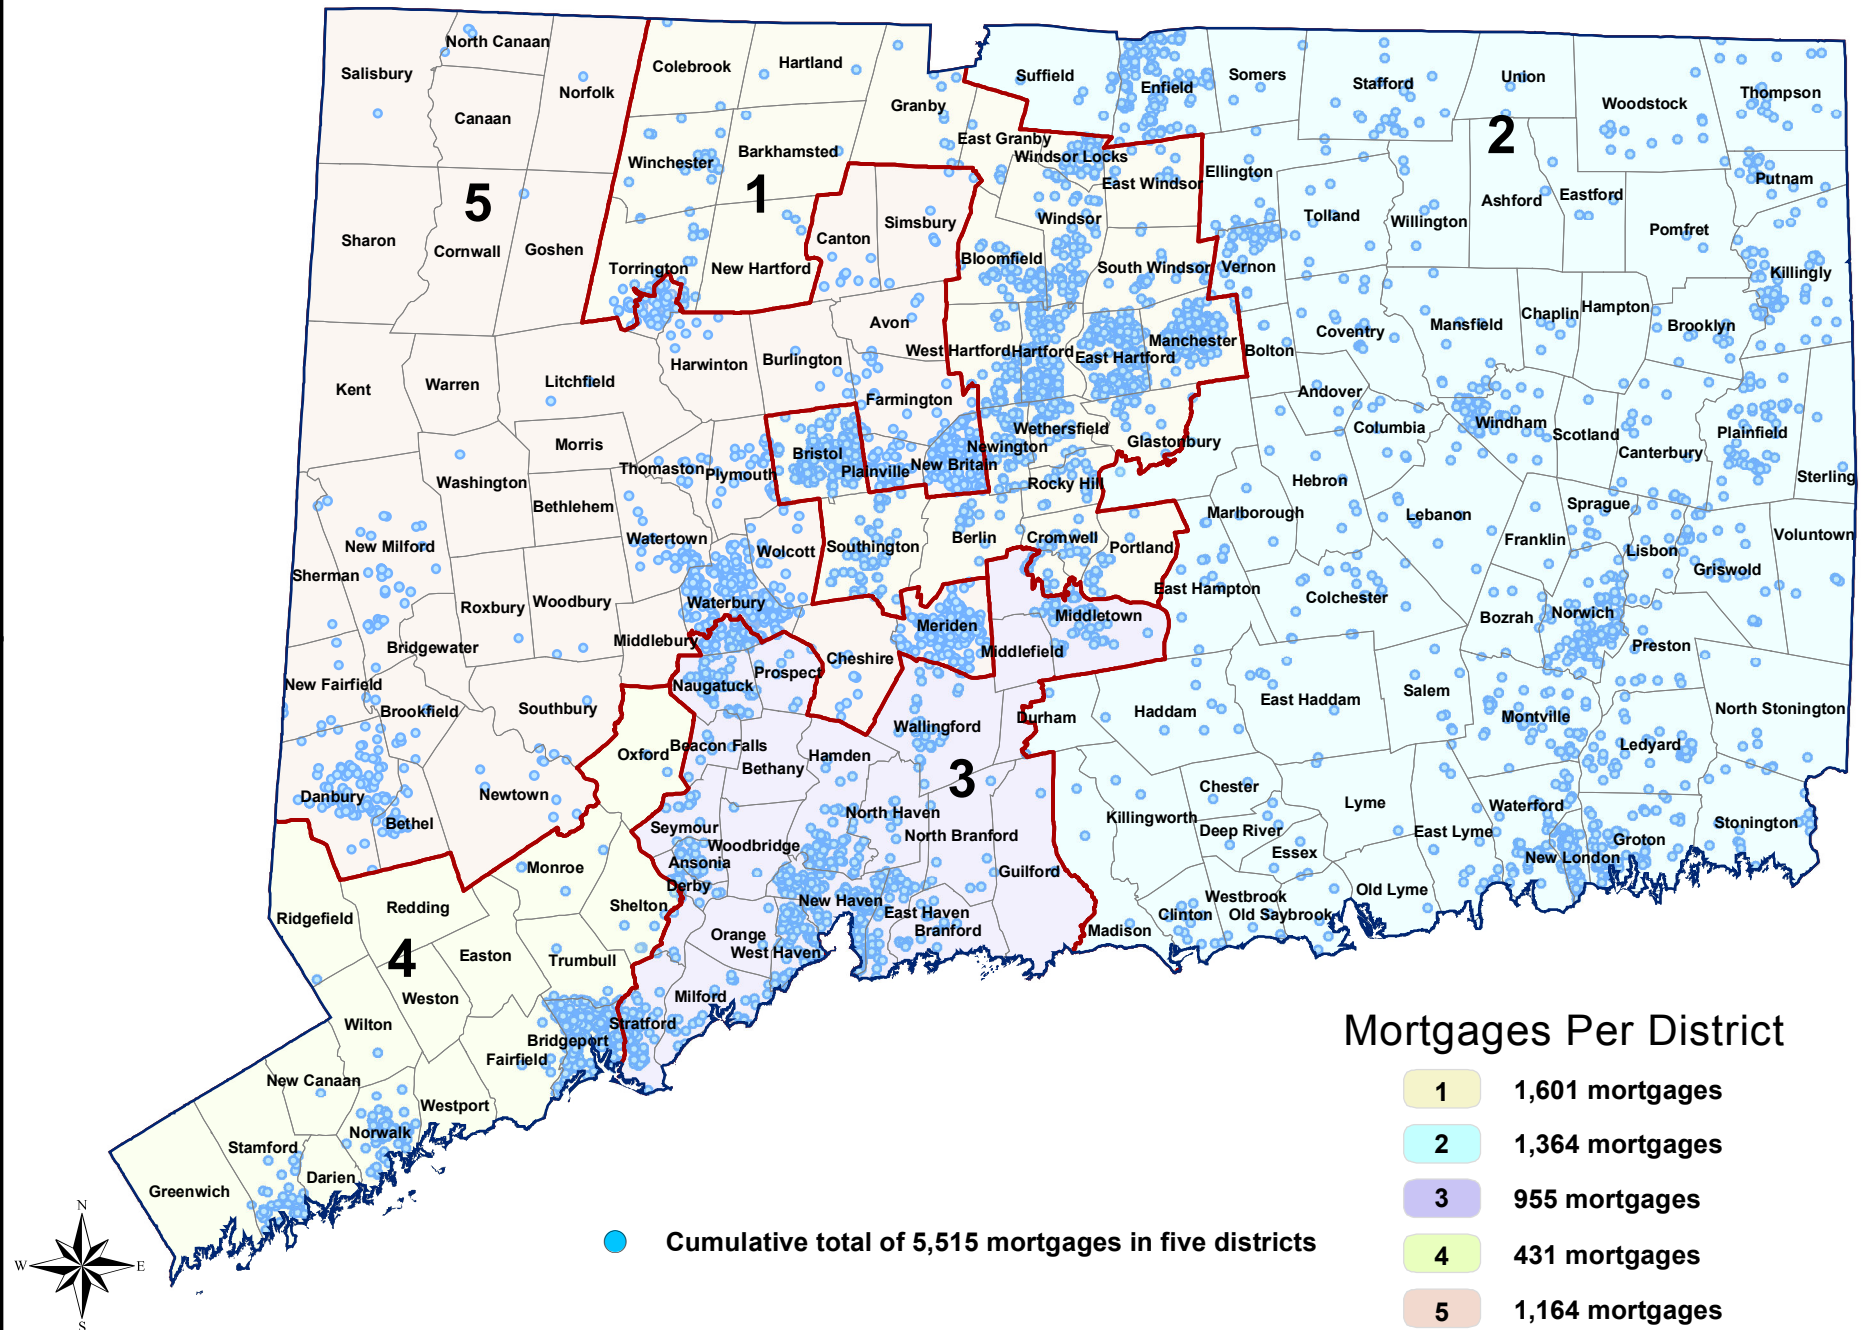 North Canaan
Salisbury
Canaan
Norfolk
Colebrook
Hartland
Granby
Suffield
Enfield
Somers
Stafford
Union
Woodstock
Thompson
2
East Granby
Windsor Locks
Winchester
Barkhamsted
East Windsor
Ellington
Putnam
5
1
Ashford
Eastford
Sharon
Cornwall
Goshen
Canton
Simsbury
Windsor
Tolland
Willington
Pomfret
Torrington
New Hartford
Bloomfield
South Windsor
Vernon
Killingly
Avon
Mansfield
Chaplin
Hampton
Brooklyn
Coventry
West Hartford
Hartford
East Hartford
Manchester
Bolton
Kent
Warren
Litchfield
Harwinton
Burlington
Farmington
Andover
Columbia
Windham
Scotland
Canterbury
Plainfield
Sterling
Morris
Thomaston
Plymouth
Bristol
Plainville
New Britain
Newington
Wethersfield
Glastonbury
Rocky Hill
Hebron
Washington
Bethlehem
Marlborough
Lebanon
Sprague
Franklin
Lisbon
Griswold
Voluntown
New Milford
Watertown
Wolcott
Southington
Berlin
Cromwell
Portland
East Hampton
Colchester
Sherman
Roxbury
Woodbury
Waterbury
Meriden
Middletown
Bozrah
Norwich
Preston
Bridgewater
Middlebury
Cheshire
Middlefield
New Fairfield
Brookfield
Southbury
Naugatuck
Prospect
Wallingford
Durham
Haddam
East Haddam
Salem
Montville
North Stonington
Ledyard
Oxford
Beacon Falls
Bethany
Hamden
3
Danbury
Bethel
Newtown
Chester
Lyme
Waterford
Killingworth
Deep River
Essex
East Lyme
New London
Groton
Stonington
Seymour
Woodbridge
North Haven
North Branford
Ansonia
Derby
Guilford
Monroe
Shelton
New Haven
East Haven
Branford
Westbrook
Clinton
Old Saybrook
Old Lyme
Madison
Ridgefield
Redding
4
Easton
Trumbull
Orange
West Haven
Weston
Milford
Wilton
Stratford
Bridgeport
Fairfield
New Canaan
Westport
Norwalk
Stamford
Darien
Greenwich
Mortgages Per District
1 1,601 mortgages
2 1,364 mortgages
3 955 mortgages
4 431 mortgages
5 1,164 mortgages
Cumulative total of 5,515 mortgages in five districts
N
W E
S